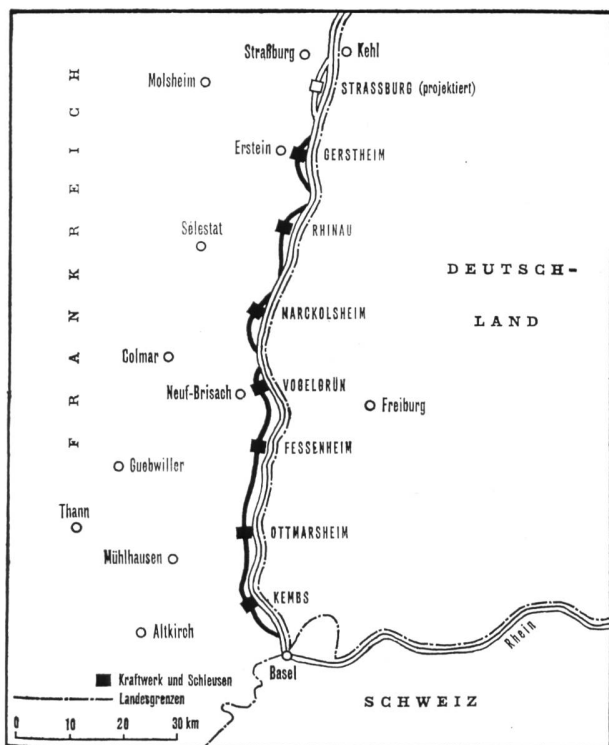 Straßburg
Kehl
Molsheim
STRASSBURG (projektiert)
Erstein
GERSTHEIM
FRANKREICH
Sélestat
RHINAU
DEUTSCH-
LAND
MARCKOLSHEIM
Colmar
Neuf-Brisach
VOGELGRÜN
Freiburg
FESSENHEIM
Guebwiller
Thann
OTTMARSHEIM
Mühlhausen
KEMBS
Altkirch
Rhein
Basel
Kraftwerk und Schleusen
Landesgrenzen
SCHWEIZ
0 10 20 30 km